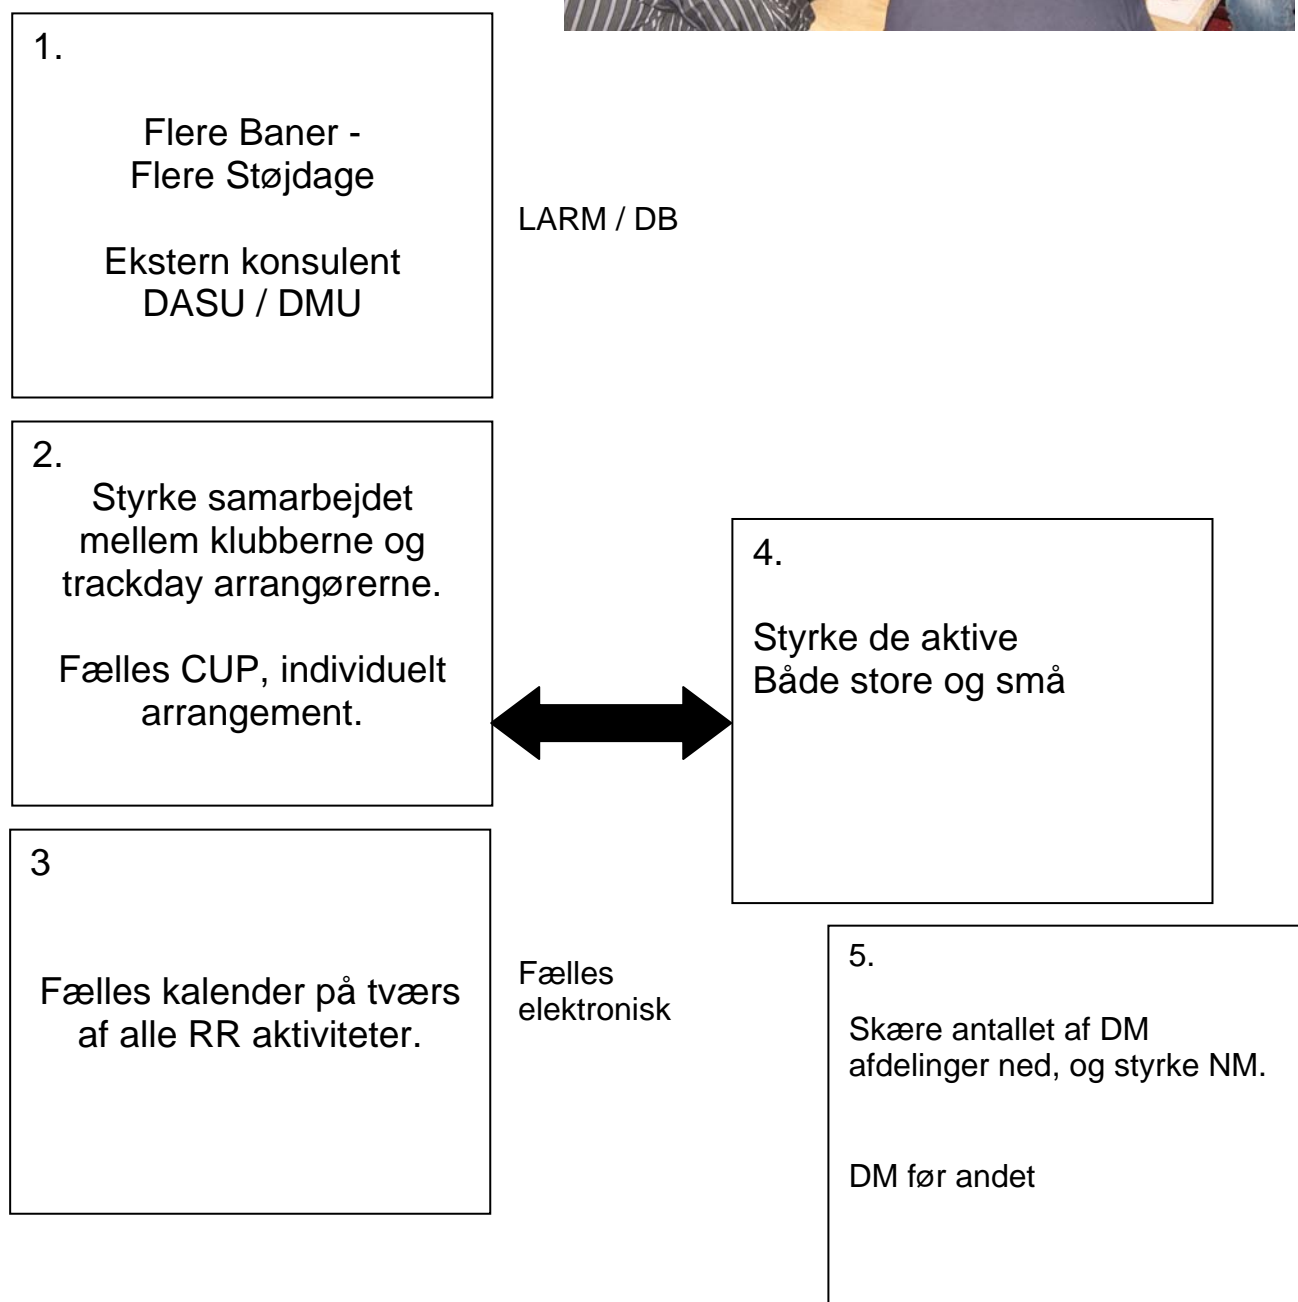 1.
Flere Baner -
Flere Støjdage
Ekstern konsulent
DASU / DMU
LARM / DB
2.
Styrke samarbejdet
mellem klubberne og
trackday arrangørerne.
Fælles CUP, individuelt
arrangement.
4.
Styrke de aktive
Både store og små
3
Fælles kalender på tværs
af alle RR aktiviteter.
Fælles
elektronisk
5.
Skære antallet af DM
afdelinger ned, og styrke NM.
DM før andet